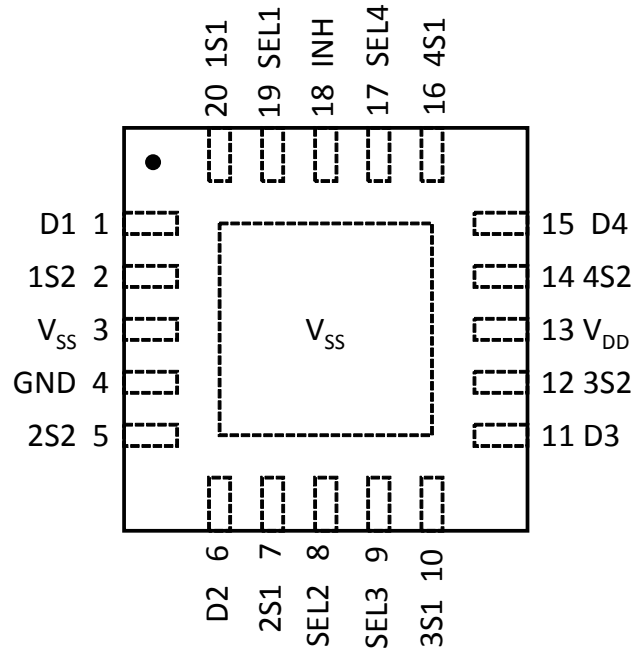 20 1S1
19 SEL1
18 INH
17 SEL4
16 4S1
D1 1
1S2 2
VSS 3
GND 4
2S2 5
VSS
15 D4
14 4S2
13 VDD
12 3S2
11 D3
D2 6
2S1 7
SEL2 8
SEL3 9
3S1 10